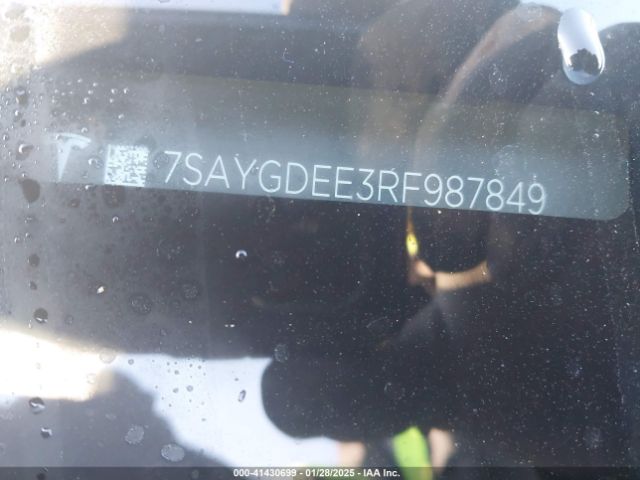 7SAYGDEE3RF987849
000-41430699 - 01/28/2025 - IAA Inc.